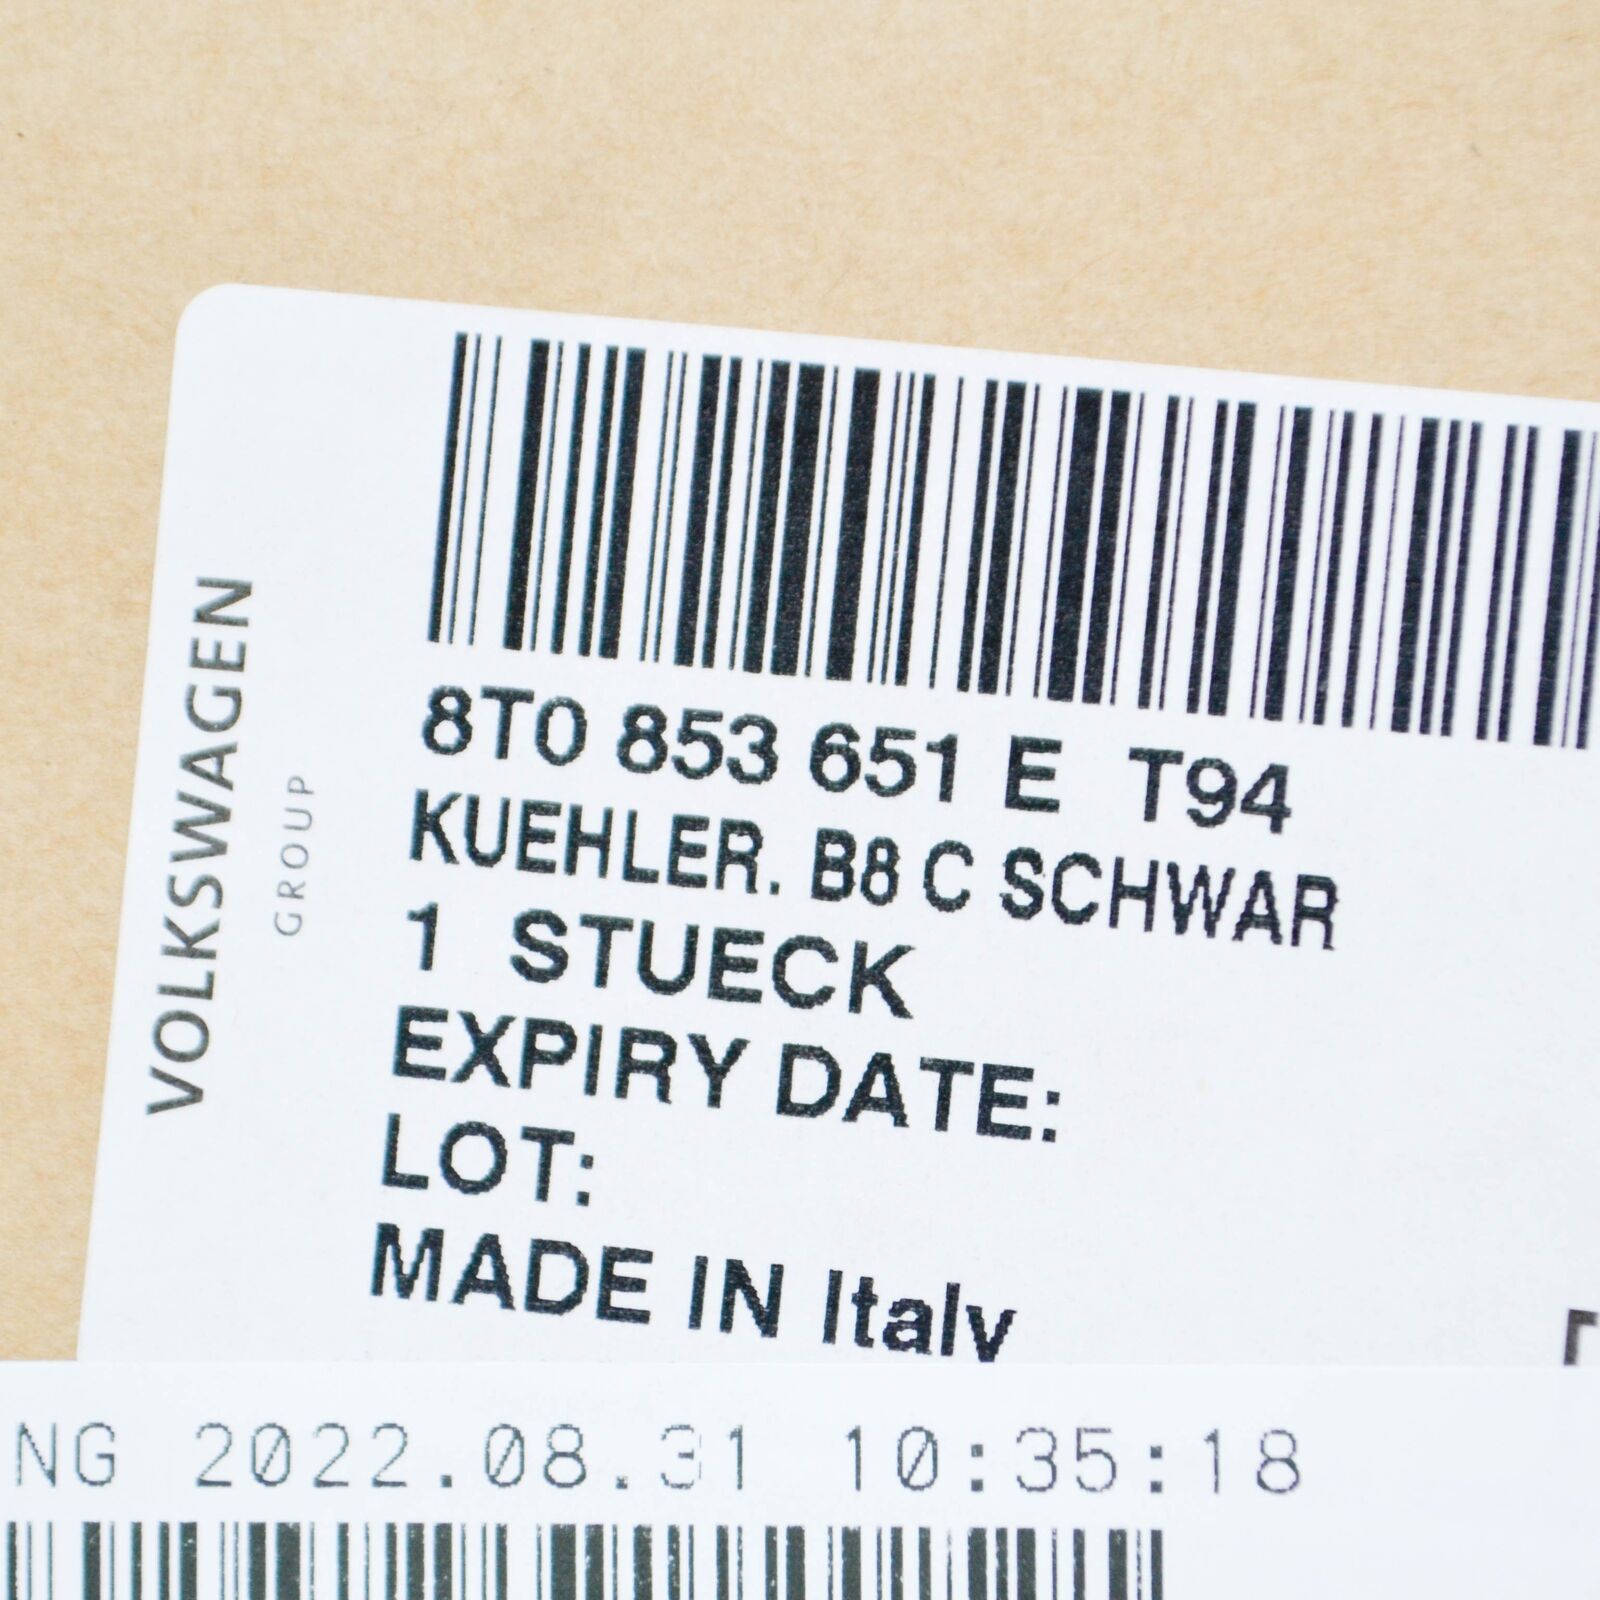 VOLKSWAGEN
GROUP
8T0 853 651 E T94
KUEHLER. B8 C SCHWAR
1 STUECK
EXPIRY DATE:
LOT:
MADE IN Italy
NG 2022.08.31 10:35:18